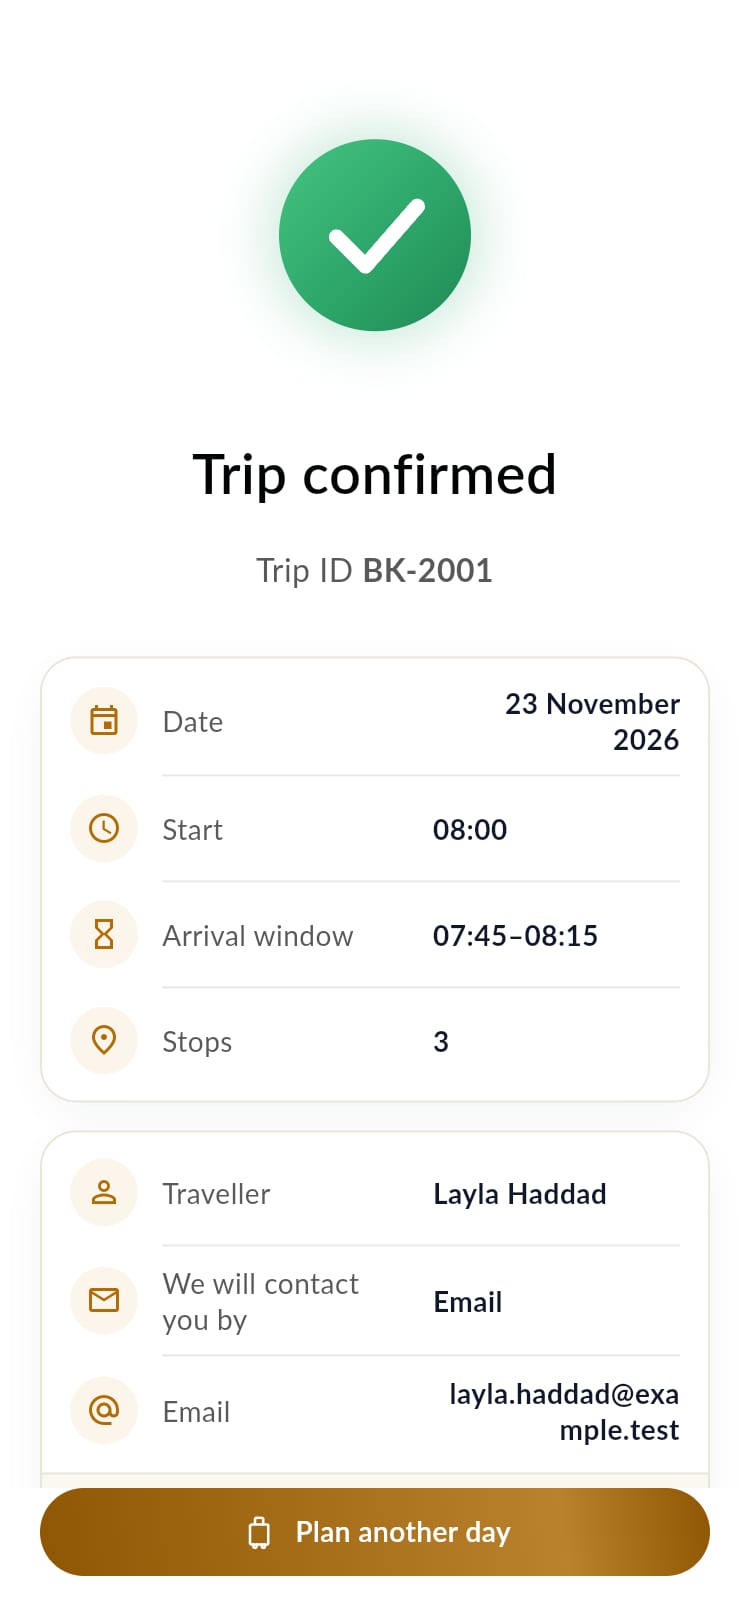 Trip confirmed
Trip ID BK-2001
Date
23 November
2026
Start
08:00
Arrival window
07:45–08:15
Stops
3
Traveller
Layla Haddad
We will contact
you by
Email
Email
layla.haddad@exa
mple.test
Plan another day